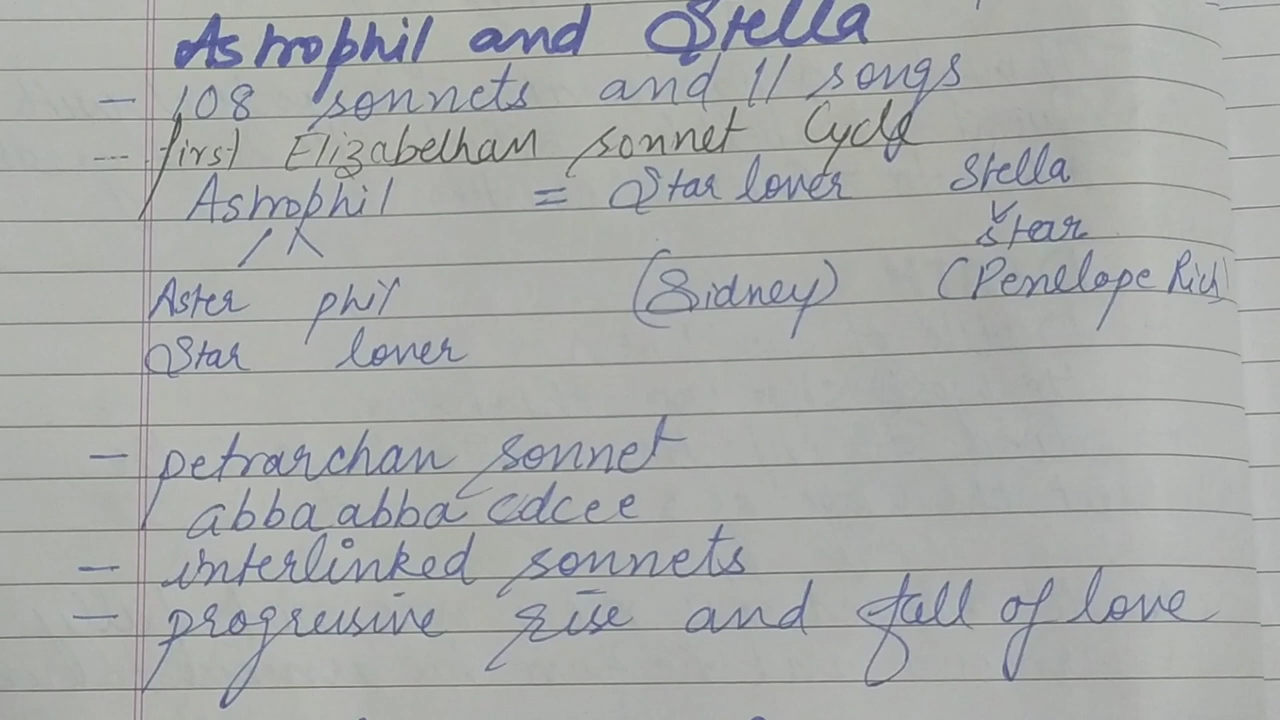 Astrophil and Stella
- 108 sonnets and 11 songs
- first Elizabethan sonnet Cycle
Astrophil = Star lover Stella
Star
Aster phil (Sidney) (Penelope Rich)
Star lover
- petrarchan sonnet
abba abba cdcee
- interlinked sonnets
- progressive rise and fall of love